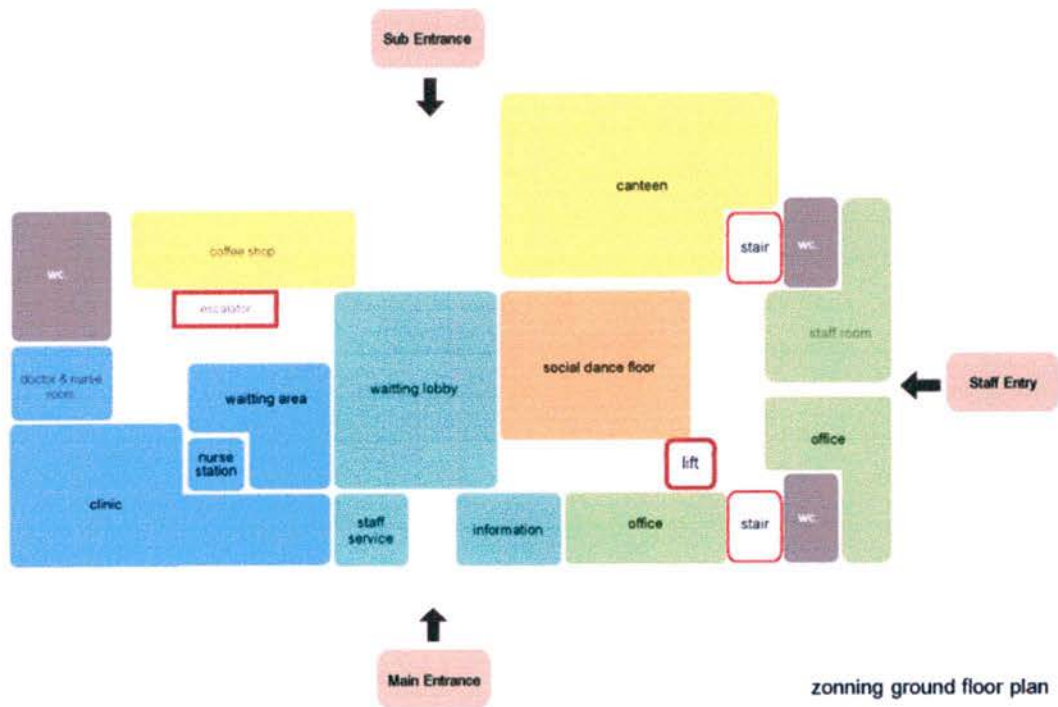 Sub Entrance
canteen
coffee shop
wc.
stair
wc.
escalator
staff room
social dance floor
waitting lobby
doctor & nurse
room
waitting area
Staff Entry
office
nurse
station
lift
clinic
staff
service
information
office
stair
wc.
Main Entrance
zonning ground floor plan